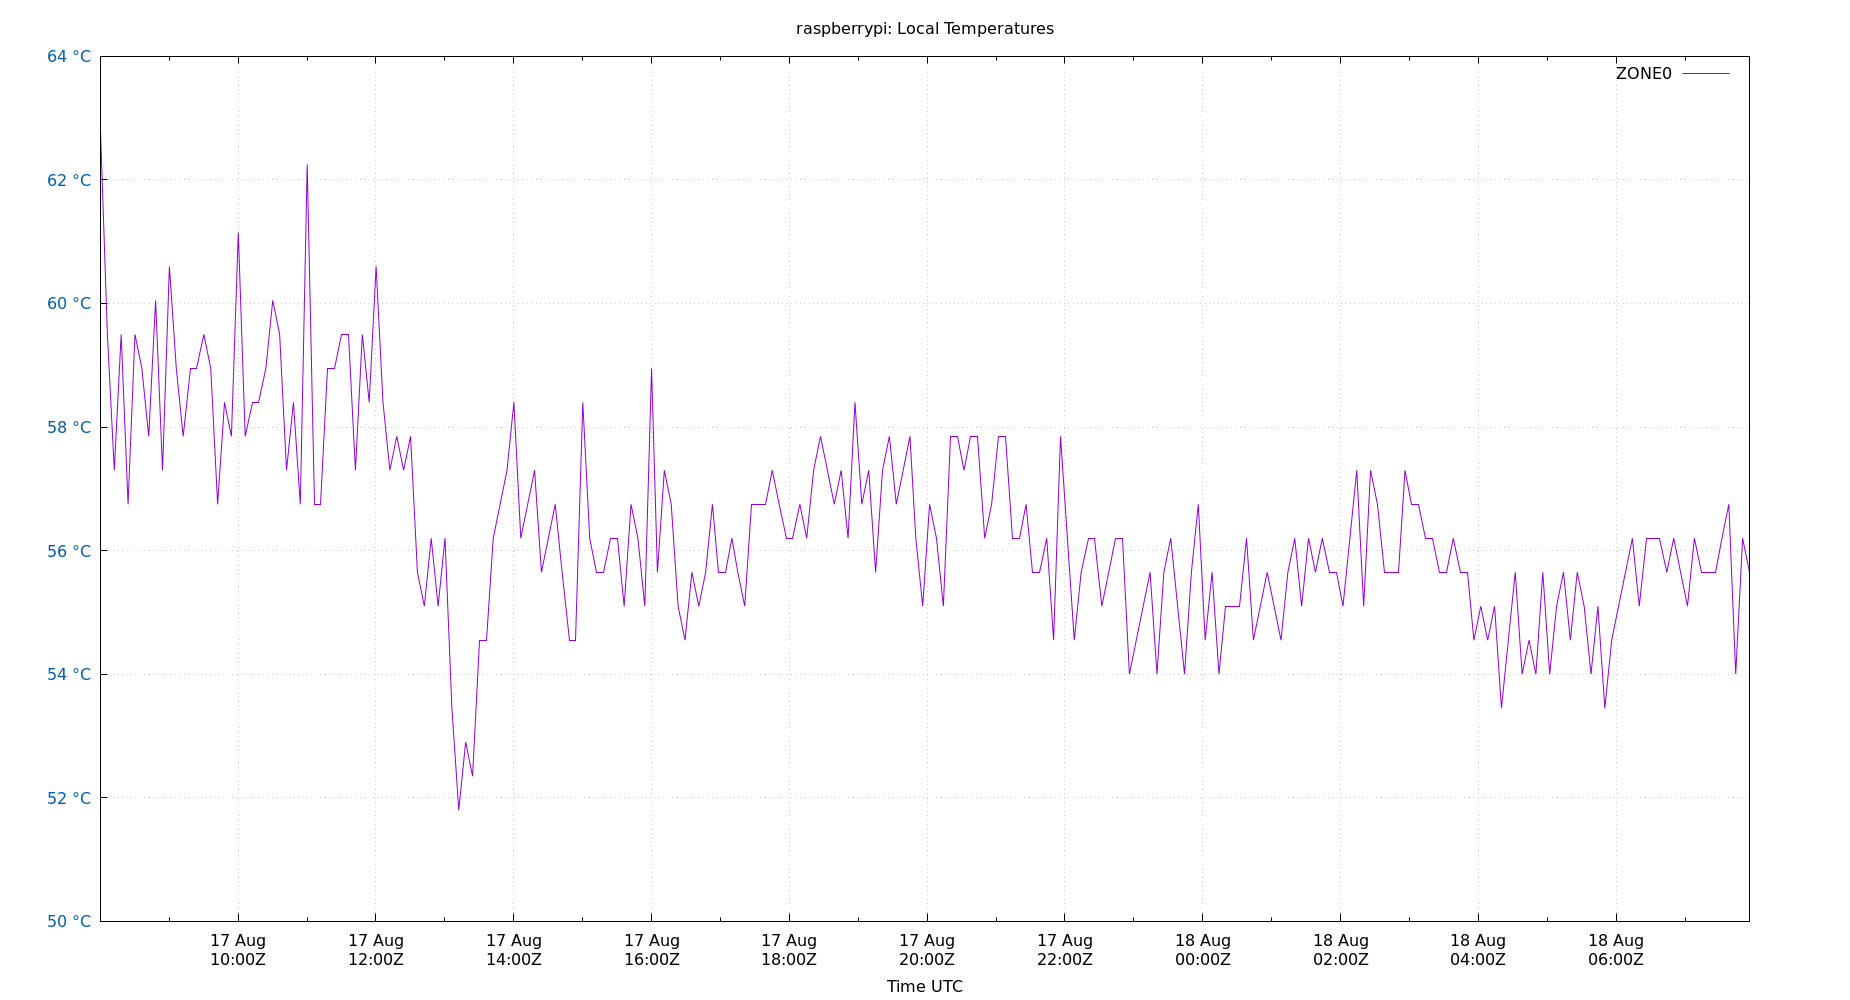 raspberrypi: Local Temperatures
64 °C
ZONE0
62 °C
60 °C
58 °C
56 °C
54 °C
52 °C
50 °C
17 Aug 17 Aug 17 Aug 17 Aug 17 Aug 17 Aug 17 Aug 18 Aug 18 Aug 18 Aug 18 Aug
10:00Z 12:00Z 14:00Z 16:00Z 18:00Z 20:00Z 22:00Z 00:00Z 02:00Z 04:00Z 06:00Z
Time UTC